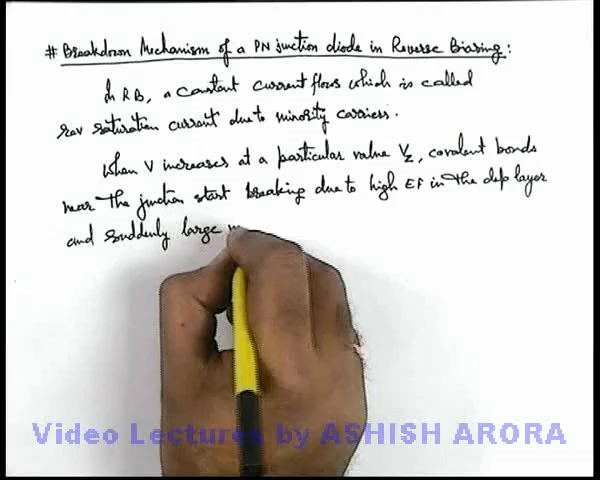 # Breakdown Mechanism of a PN junction diode in Reverse Biasing :
In RB, a constant current flows which is called
rev saturation current due to minority carriers.
When V increases at a particular value Vz, covalent bonds
near the junction start breaking due to high EF in the dep layer
and suddenly large
Video Lectures by ASHISH ARORA